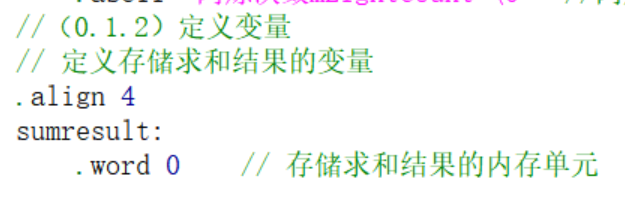 //（0.1.2）定义变量
// 定义存储求和结果的变量
.align 4
sumresult:
.word 0 // 存储求和结果的内存单元